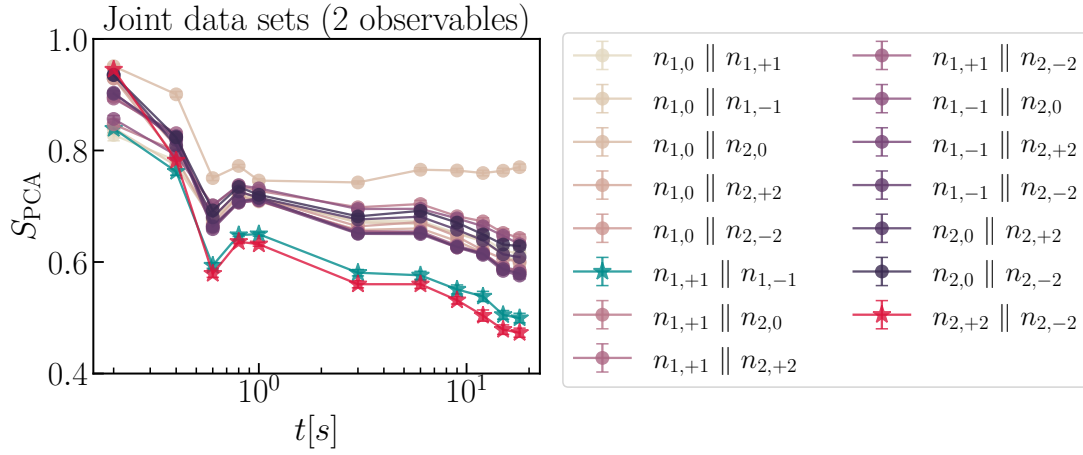 Joint data sets (2 observables)
1.0
0.8
0.6
0.4
S_PCA
10^0
10^1
t[s]
n_{1,0} ∥ n_{1,+1}
n_{1,0} ∥ n_{1,−1}
n_{1,0} ∥ n_{2,0}
n_{1,0} ∥ n_{2,+2}
n_{1,0} ∥ n_{2,−2}
n_{1,+1} ∥ n_{1,−1}
n_{1,+1} ∥ n_{2,0}
n_{1,+1} ∥ n_{2,+2}
n_{1,+1} ∥ n_{2,−2}
n_{1,−1} ∥ n_{2,0}
n_{1,−1} ∥ n_{2,+2}
n_{1,−1} ∥ n_{2,−2}
n_{2,0} ∥ n_{2,+2}
n_{2,0} ∥ n_{2,−2}
n_{2,+2} ∥ n_{2,−2}